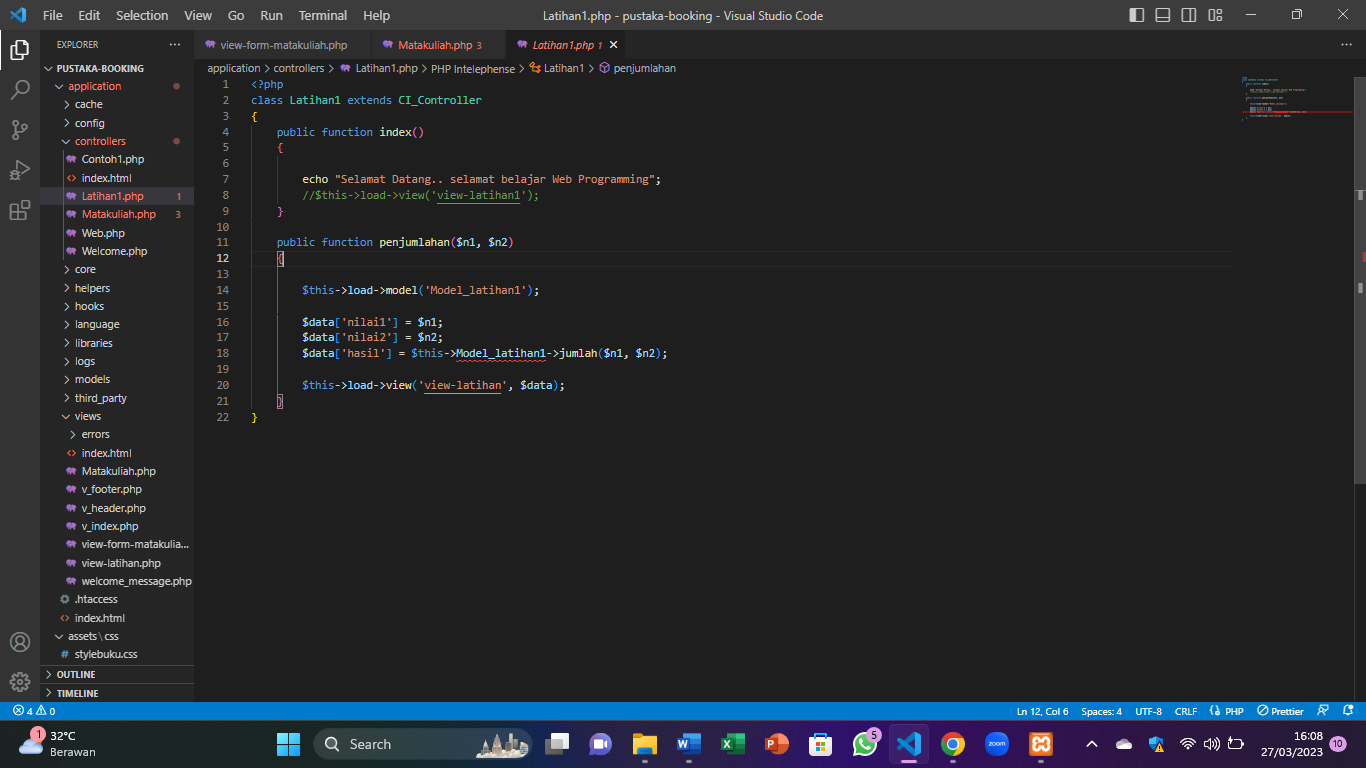 File Edit Selection View Go Run Terminal Help Latihan1.php - pustaka-booking - Visual Studio Code
EXPLORER
view-form-matakuliah.php Matakuliah.php 3 Latihan1.php 1
PUSTAKA-BOOKING
application
cache
config
controllers
Contoh1.php
index.html
Latihan1.php 1
Matakuliah.php 3
Web.php
Welcome.php
core
helpers
hooks
language
libraries
logs
models
third_party
views
errors
index.html
Matakuliah.php
v_footer.php
v_header.php
v_index.php
view-form-matakulia...
view-latihan.php
welcome_message.php
.htaccess
index.html
assets\css
stylebuku.css
OUTLINE
TIMELINE
application > controllers > Latihan1.php > PHP Intelephense > Latihan1 > penjumlahan
1 <?php
2 class Latihan1 extends CI_Controller
3 {
4 public function index()
5 {
6
7 echo "Selamat Datang.. selamat belajar Web Programming";
8 //$this->load->view('view-latihan1');
9 }
10
11 public function penjumlahan($n1, $n2)
12 {
13
14 $this->load->model('Model_latihan1');
15
16 $data['nilai1'] = $n1;
17 $data['nilai2'] = $n2;
18 $data['hasil'] = $this->Model_latihan1->jumlah($n1, $n2);
19
20 $this->load->view('view-latihan', $data);
21 }
22 }
4 0 Ln 12, Col 6 Spaces: 4 UTF-8 CRLF PHP Prettier
1 32°C
Berawan
Search
5
zoom
16:08
27/03/2023
10